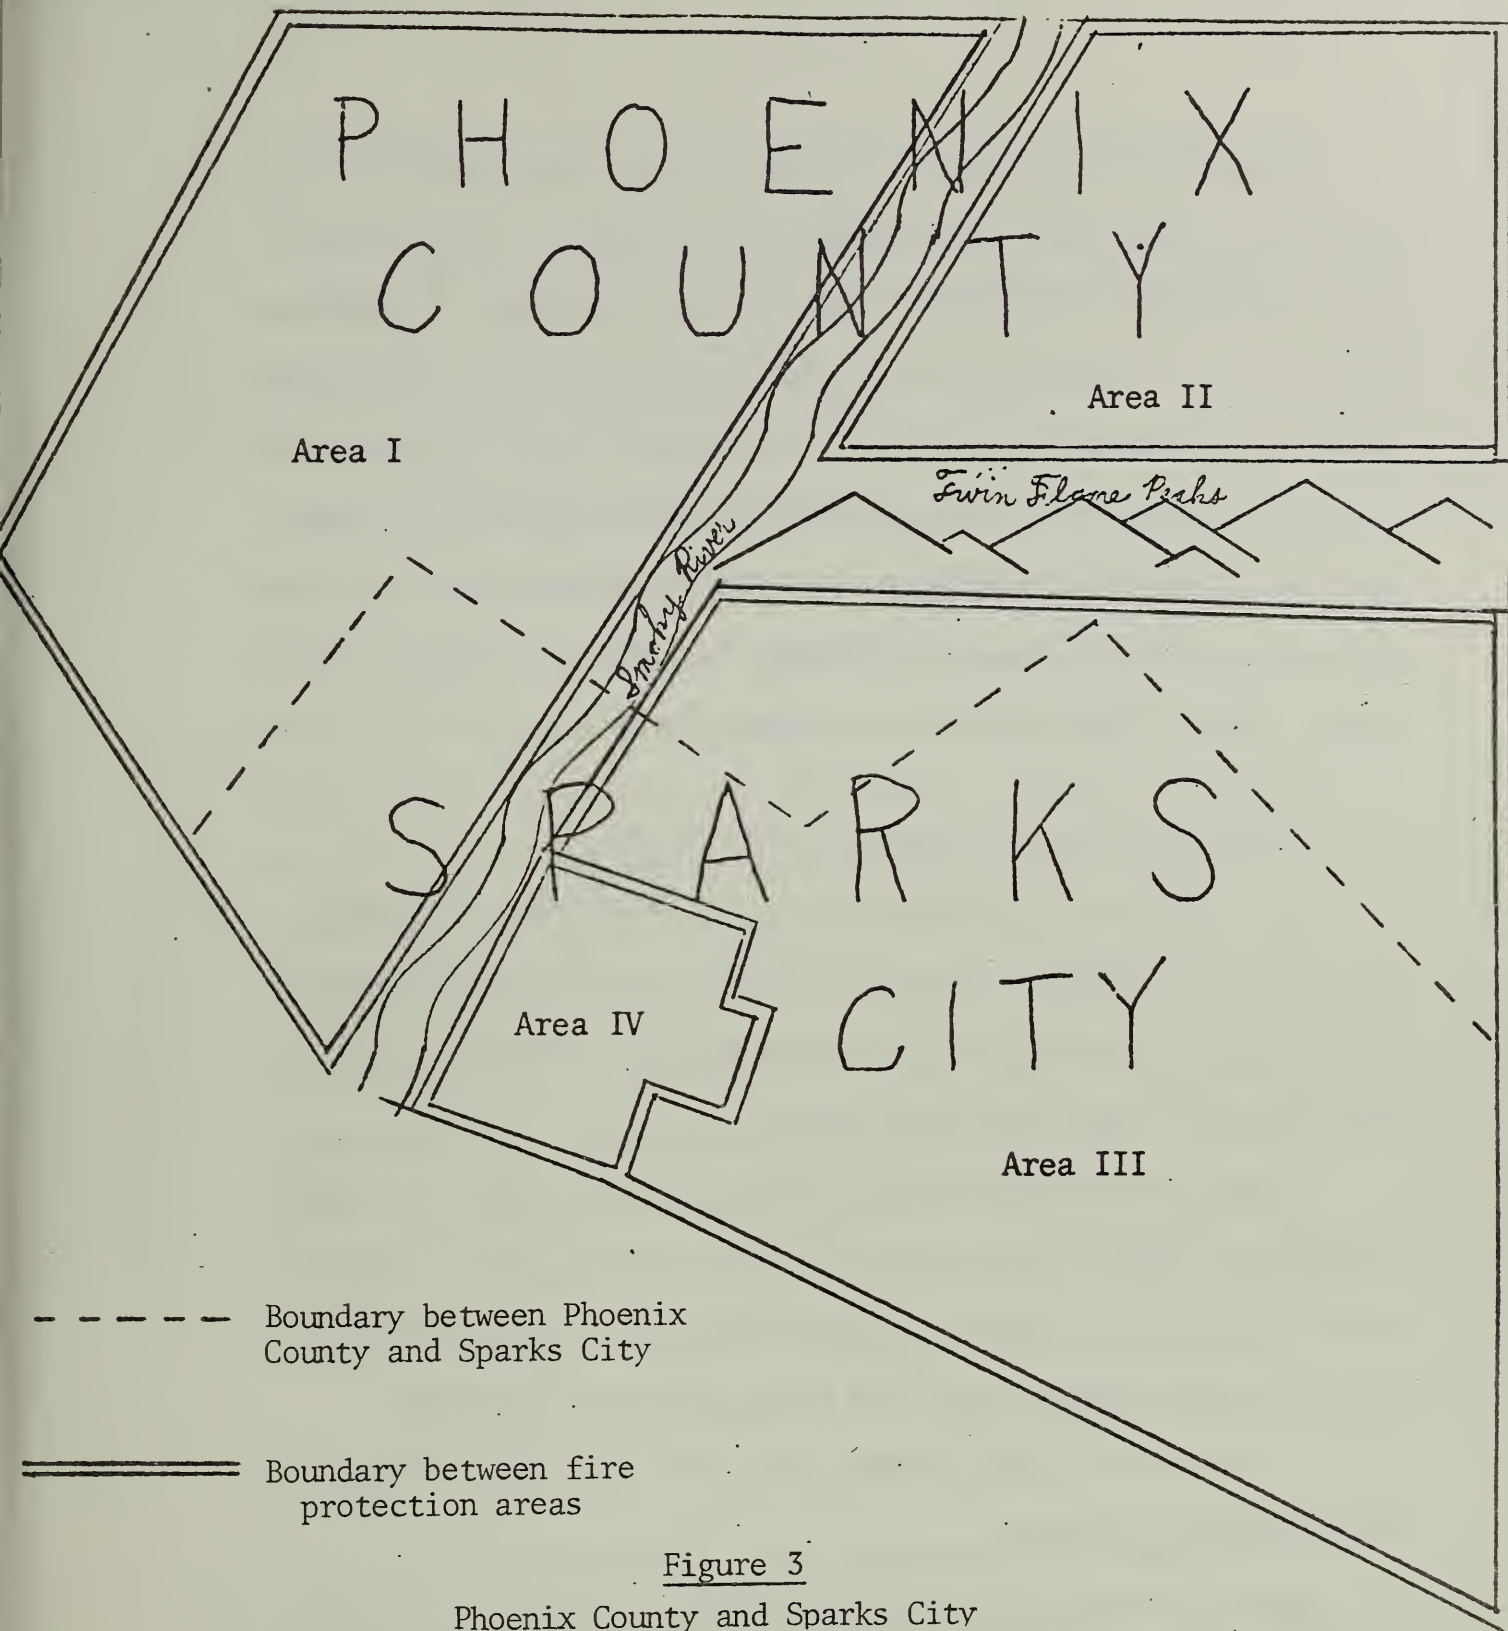 PHOENIX
COUNTY
Area II
Area I
Twin Flame Peaks
Smoky River
SPARKS
CITY
Area IV
Area III
Boundary between Phoenix
County and Sparks City
Boundary between fire
protection areas
Figure 3
Phoenix County and Sparks City